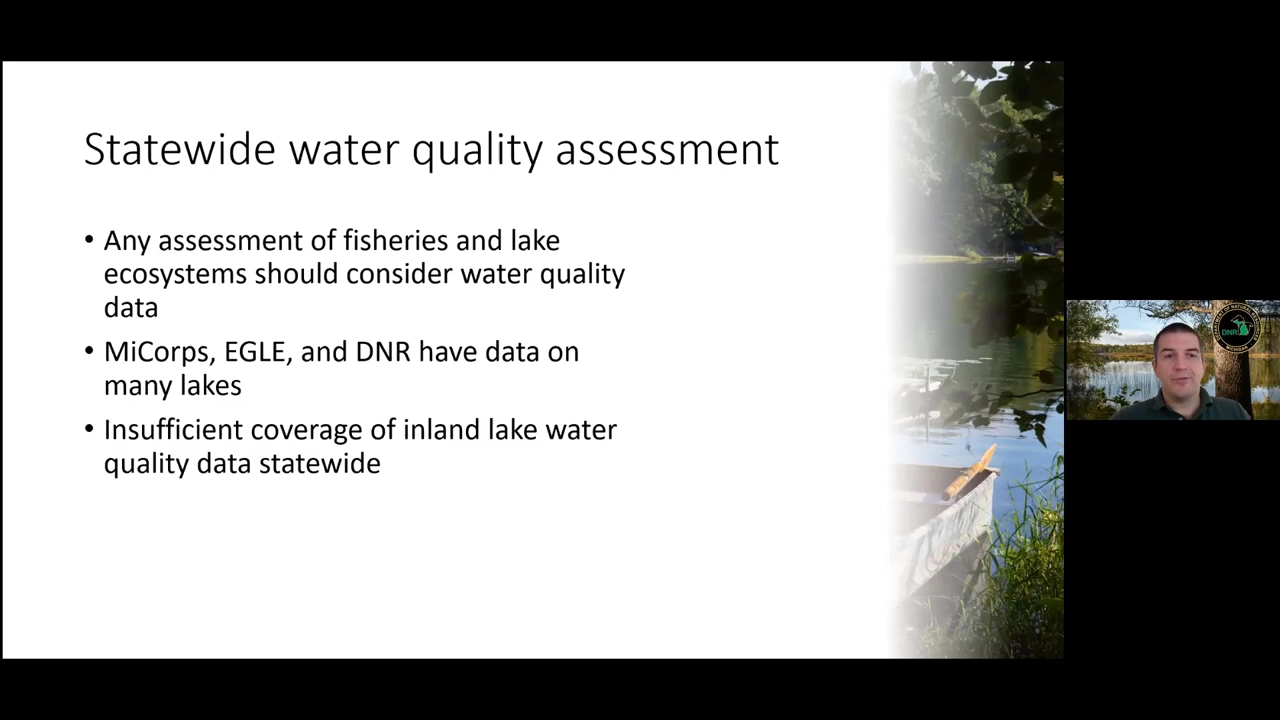 Statewide water quality assessment
• Any assessment of fisheries and lake
ecosystems should consider water quality
data
• MiCorps, EGLE, and DNR have data on
many lakes
• Insufficient coverage of inland lake water
quality data statewide
DNR